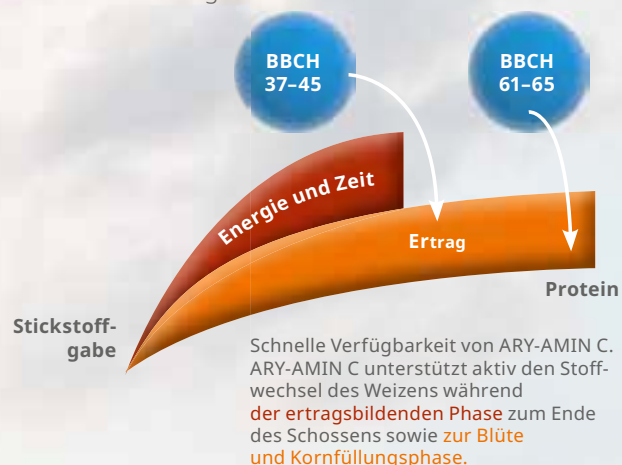 BBCH
37–45
BBCH
61–65
Energie und Zeit
Ertrag
Protein
Stickstoff-
gabe
Schnelle Verfügbarkeit von ARY-AMIN C.
ARY-AMIN C unterstützt aktiv den Stoff-
wechsel des Weizens während
der ertragsbildenden Phase zum Ende
des Schossens sowie zur Blüte
und Kornfüllungsphase.